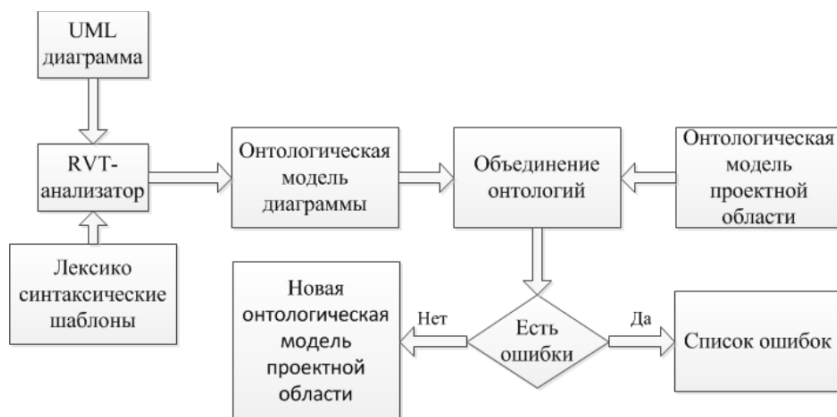 UML
диаграмма
RVT-
анализатор
Лексико
синтаксические
шаблоны
Онтологическая
модель
диаграммы
Объединение
онтологий
Онтологическая
модель
проектной
области
Новая
онтологическая
модель
проектной
области
Нет
Есть
ошибки
Да
Список ошибок